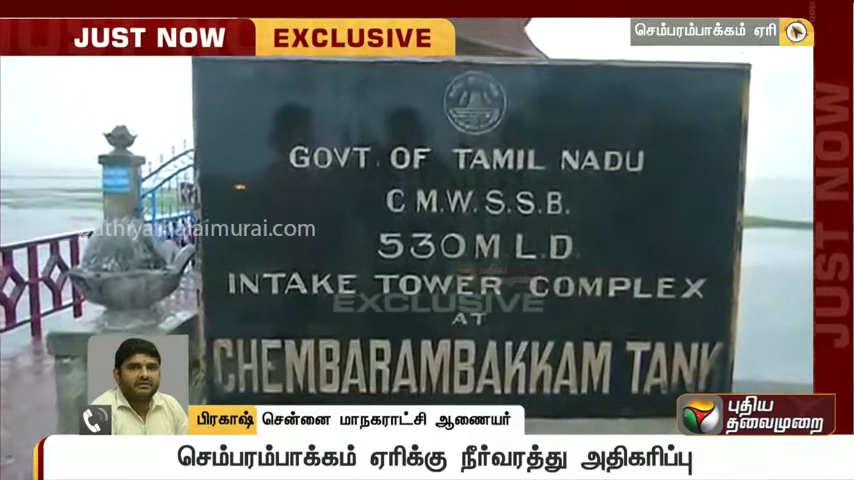 JUST NOW EXCLUSIVE
செம்பரம்பாக்கம் ஏரி
GOVT. OF TAMIL NADU
C M.W.S.S.B.
530 M L.D.
INTAKE TOWER COMPLEX
EXCLUSIVE
AT
CHEMBARAMBAKKAM TANK
uthiyathalaimurai.com
JUST NOW
பிரகாஷ் சென்னை மாநகராட்சி ஆணையர்
புதிய
தலைமுறை
செம்பரம்பாக்கம் ஏரிக்கு நீர்வரத்து அதிகரிப்பு